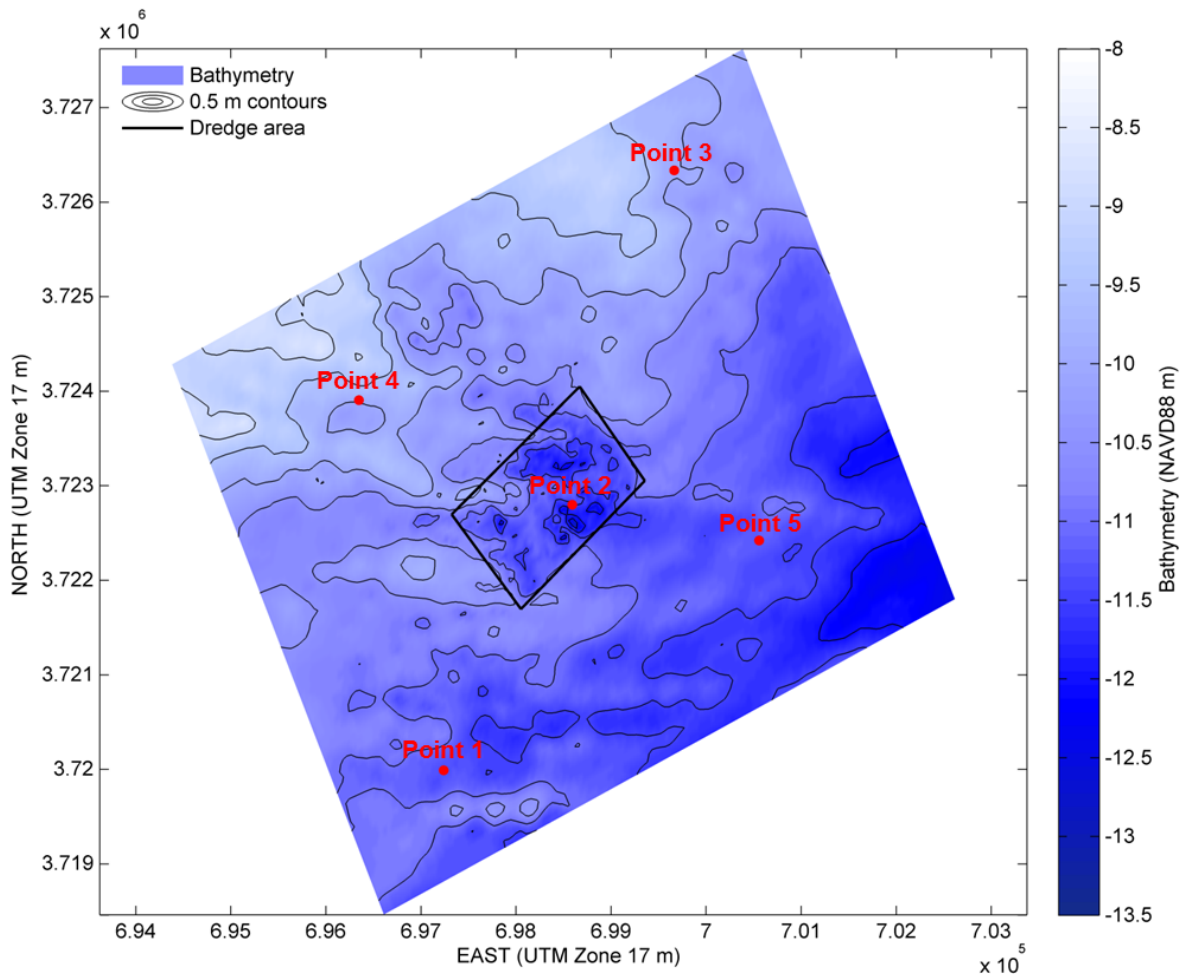 x 10⁶
Bathymetry
0.5 m contours
Dredge area
3.727
3.726
3.725
3.724
3.723
3.722
3.721
3.72
3.719
NORTH (UTM Zone 17 m)
Point 3
Point 4
Point 2
Point 5
Point 1
6.94 6.95 6.96 6.97 6.98 6.99 7 7.01 7.02 7.03
EAST (UTM Zone 17 m)
x 10⁵
-8
-8.5
-9
-9.5
-10
-10.5
-11
-11.5
-12
-12.5
-13
-13.5
Bathymetry (NAVD88 m)